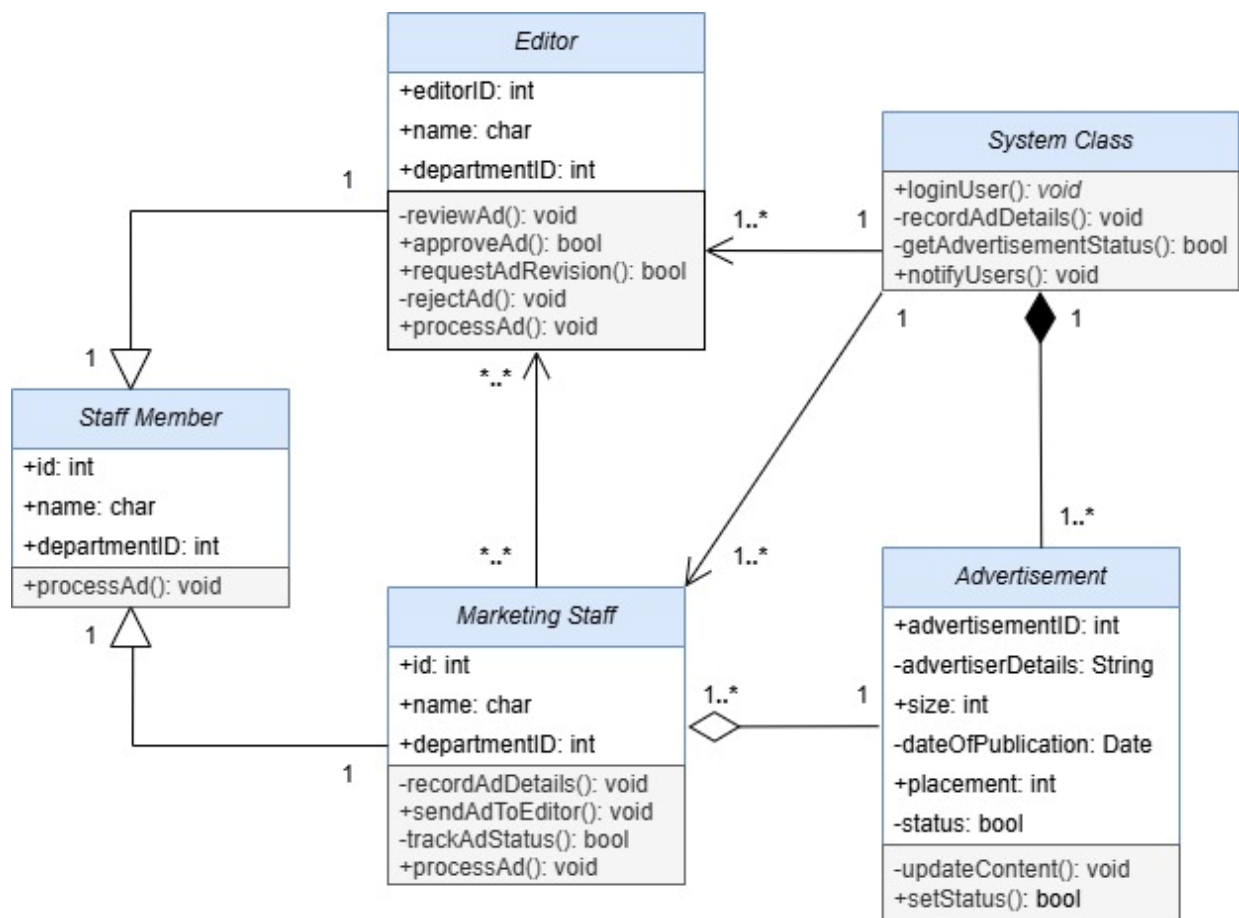 Editor
+editorID: int
+name: char
+departmentID: int
-reviewAd(): void
+approveAd(): bool
+requestAdRevision(): bool
-rejectAd(): void
+processAd(): void
System Class
+loginUser(): void
-recordAdDetails(): void
-getAdvertisementStatus(): bool
+notifyUsers(): void
1
1..*
1
1
1
1
*..*
Staff Member
+id: int
+name: char
+departmentID: int
+processAd(): void
1
*..*
1..*
1..*
Marketing Staff
+id: int
+name: char
+departmentID: int
-recordAdDetails(): void
+sendAdToEditor(): void
-trackAdStatus(): bool
+processAd(): void
1
1..*
1
Advertisement
+advertisementID: int
-advertiserDetails: String
+size: int
-dateOfPublication: Date
+placement: int
-status: bool
-updateContent(): void
+setStatus(): bool